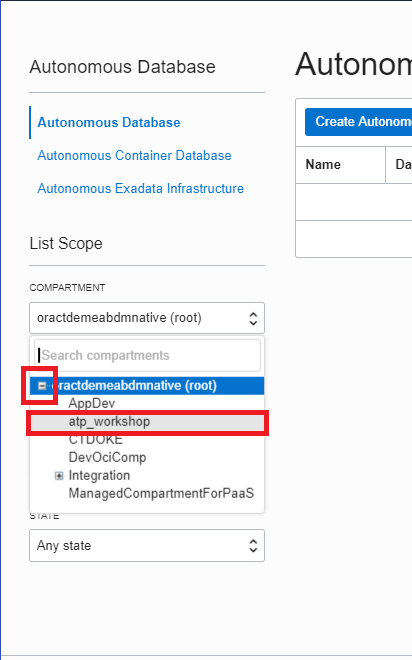 Autonomous Database
Autonom
Autonomous Database
Create Autonom
Autonomous Container Database
Name
Da
Autonomous Exadata Infrastructure
List Scope
COMPARTMENT
oractdemeabdmnative (root)
Search compartments
oractdemeabdmnative (root)
AppDev
atp_workshop
CTDOKE
DevOciComp
Integration
ManagedCompartmentForPaaS
STATE
Any state